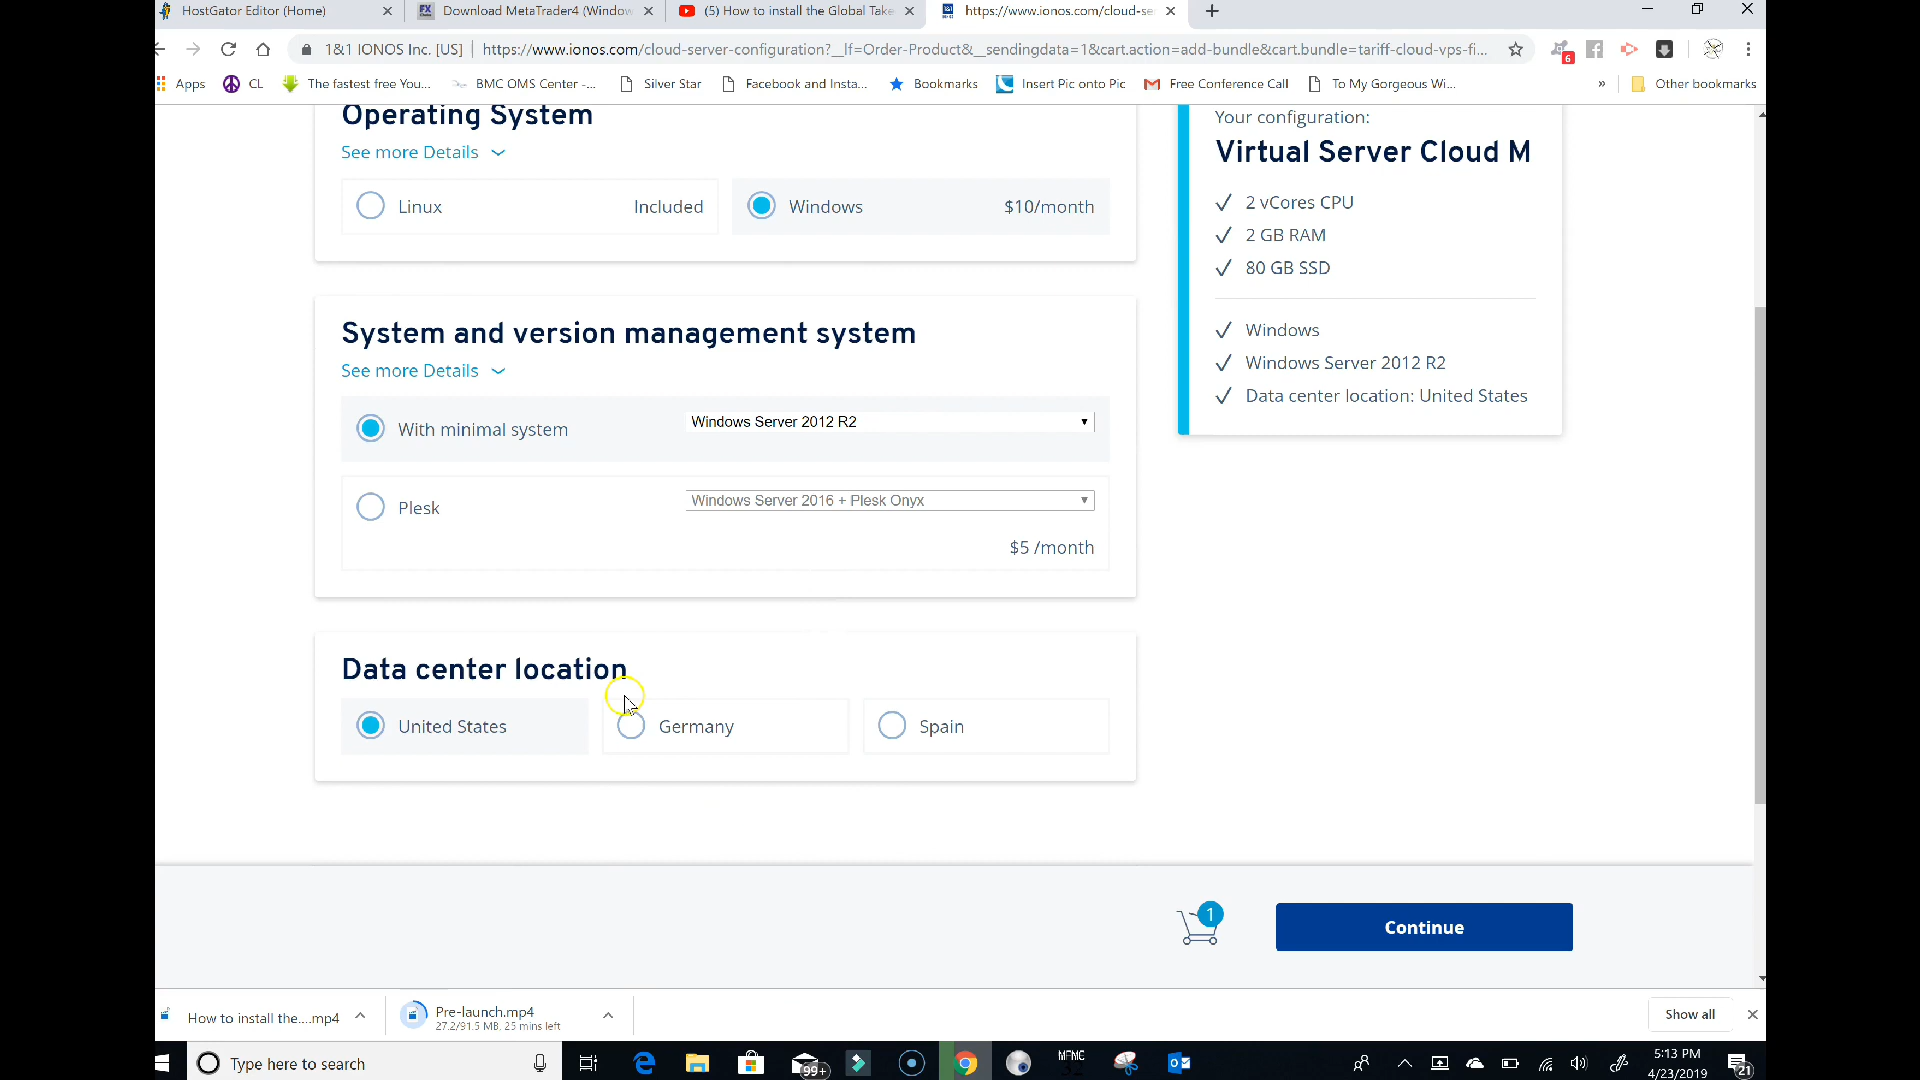 HostGator Editor (Home)
Download MetaTrader4 (Window
(5) How to install the Global Take
https://www.ionos.com/cloud-se
1&1 IONOS Inc. [US]
https://www.ionos.com/cloud-server-configuration?__lf=Order-Product&__sendingdata=1&cart.action=add-bundle&cart.bundle=tariff-cloud-vps-fi...
6
Apps
CL
The fastest free You...
BMC OMS Center -...
Silver Star
Facebook and Insta...
Bookmarks
Insert Pic onto Pic
Free Conference Call
To My Gorgeous Wi...
»
Other bookmarks
Operating System
See more Details
Linux
Included
Windows
$10/month
System and version management system
See more Details
With minimal system
Windows Server 2012 R2
Plesk
Windows Server 2016 + Plesk Onyx
$5 /month
Data center location
United States
Germany
Spain
Your configuration:
Virtual Server Cloud M
2 vCores CPU
2 GB RAM
80 GB SSD
Windows
Windows Server 2012 R2
Data center location: United States
1
Continue
How to install the....mp4
Pre-launch.mp4
27.2/91.5 MB, 25 mins left
Show all
Type here to search
99+
5:13 PM
4/23/2019
21